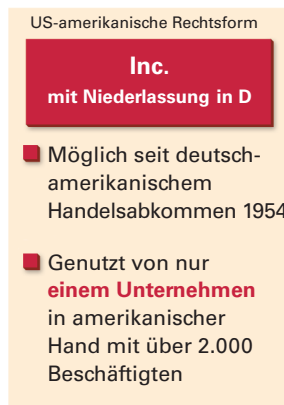 US-amerikanische Rechtsform
Inc.
mit Niederlassung in D
Möglich seit deutsch-
amerikanischem
Handelsabkommen 1954
Genutzt von nur
einem Unternehmen
in amerikanischer
Hand mit über 2.000
Beschäftigten